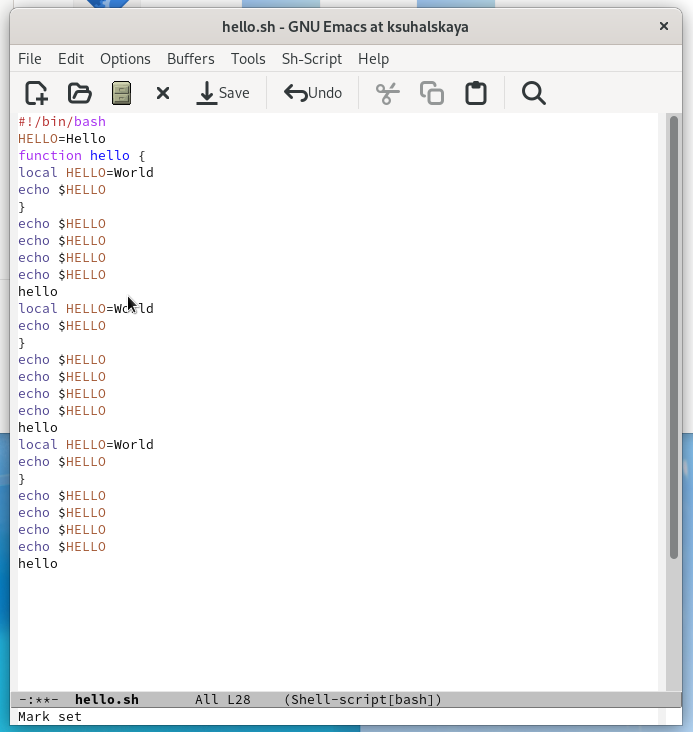 hello.sh - GNU Emacs at ksuhalskaya ×
File Edit Options Buffers Tools Sh-Script Help
Save Undo
#!/bin/bash
HELLO=Hello
function hello {
local HELLO=World
echo $HELLO
}
echo $HELLO
echo $HELLO
echo $HELLO
echo $HELLO
hello
local HELLO=World
echo $HELLO
}
echo $HELLO
echo $HELLO
echo $HELLO
echo $HELLO
hello
local HELLO=World
echo $HELLO
}
echo $HELLO
echo $HELLO
echo $HELLO
echo $HELLO
hello
-:**- hello.sh All L28 (Shell-script[bash])
Mark set